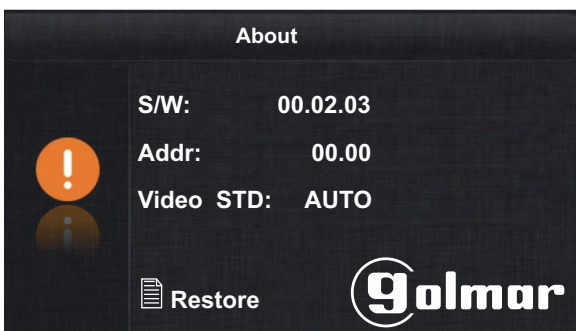 About
S/W: 00.02.03
Addr: 00.00
Video STD: AUTO
Restore
golmar